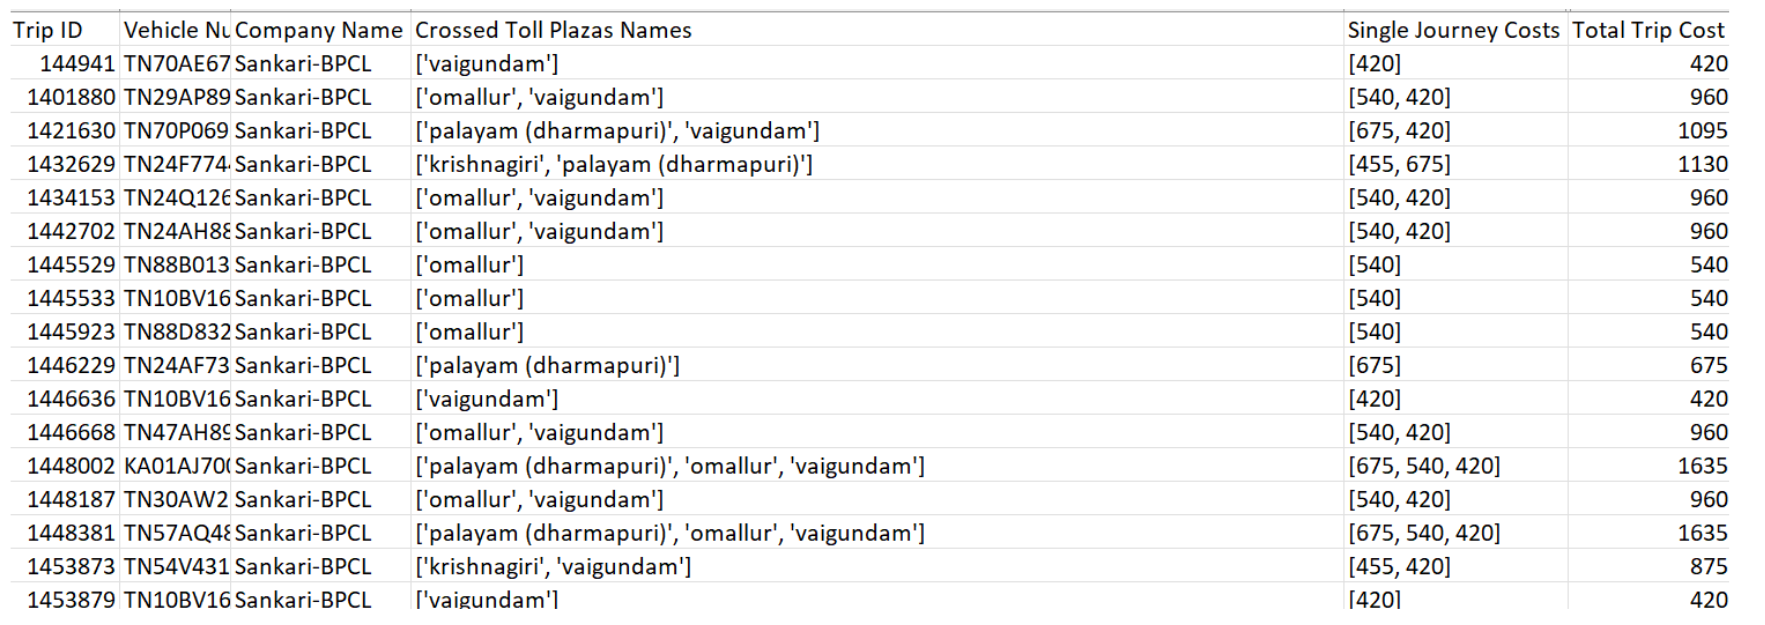 Trip ID Vehicle Nu Company Name Crossed Toll Plazas Names Single Journey Costs Total Trip Cost
144941 TN70AE67 Sankari-BPCL ['vaigundam'] [420] 420
1401880 TN29AP89 Sankari-BPCL ['omallur', 'vaigundam'] [540, 420] 960
1421630 TN70P069 Sankari-BPCL ['palayam (dharmapuri)', 'vaigundam'] [675, 420] 1095
1432629 TN24F774 Sankari-BPCL ['krishnagiri', 'palayam (dharmapuri)'] [455, 675] 1130
1434153 TN24Q126 Sankari-BPCL ['omallur', 'vaigundam'] [540, 420] 960
1442702 TN24AH88 Sankari-BPCL ['omallur', 'vaigundam'] [540, 420] 960
1445529 TN88B013 Sankari-BPCL ['omallur'] [540] 540
1445533 TN10BV16 Sankari-BPCL ['omallur'] [540] 540
1445923 TN88D832 Sankari-BPCL ['omallur'] [540] 540
1446229 TN24AF73 Sankari-BPCL ['palayam (dharmapuri)'] [675] 675
1446636 TN10BV16 Sankari-BPCL ['vaigundam'] [420] 420
1446668 TN47AH89 Sankari-BPCL ['omallur', 'vaigundam'] [540, 420] 960
1448002 KA01AJ700 Sankari-BPCL ['palayam (dharmapuri)', 'omallur', 'vaigundam'] [675, 540, 420] 1635
1448187 TN30AW2 Sankari-BPCL ['omallur', 'vaigundam'] [540, 420] 960
1448381 TN57AQ48 Sankari-BPCL ['palayam (dharmapuri)', 'omallur', 'vaigundam'] [675, 540, 420] 1635
1453873 TN54V431 Sankari-BPCL ['krishnagiri', 'vaigundam'] [455, 420] 875
1453879 TN10BV16 Sankari-BPCL ['vaigundam'] [420] 420